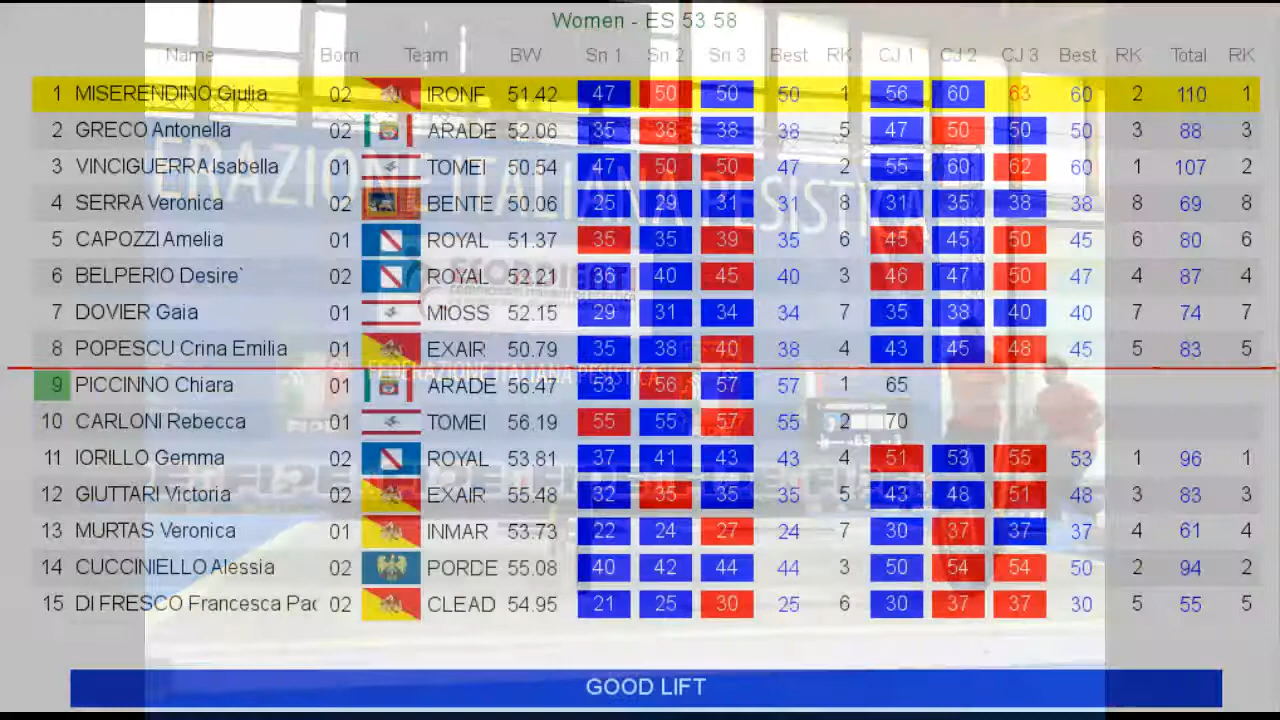 Women - ES 53 58
Name Born Team BW Sn 1 Sn 2 Sn 3 Best RK CJ 1 CJ 2 CJ 3 Best RK Total RK
1 MISERENDINO Giulia 02 IRONF 51.42 47 50 50 50 1 56 60 63 60 2 110 1
2 GRECO Antonella 02 ARADE 52.06 35 38 38 38 5 47 50 50 50 3 88 3
3 VINCIGUERRA Isabella 01 TOMEI 50.54 47 50 50 47 2 55 60 62 60 1 107 2
4 SERRA Veronica 02 BENTE 50.06 25 29 31 31 8 31 35 38 38 8 69 8
5 CAPOZZI Amelia 01 ROYAL 51.37 35 35 39 35 6 45 45 50 45 6 80 6
6 BELPERIO Desire` 02 ROYAL 52.21 36 40 45 40 3 46 47 50 47 4 87 4
7 DOVIER Gaia 01 MIOSS 52.15 29 31 34 34 7 35 38 40 40 7 74 7
8 POPESCU Crina Emilia 01 EXAIR 50.79 35 38 40 38 4 43 45 48 45 5 83 5
FEDERAZIONE ITALIANA PESISTICA
9 PICCINNO Chiara 01 ARADE 56.47 53 56 57 57 1 65
10 CARLONI Rebecca 01 TOMEI 56.19 55 55 57 55 2 70
11 IORILLO Gemma 02 ROYAL 53.81 37 41 43 43 4 51 53 55 53 1 96 1
12 GIUTTARI Victoria 02 EXAIR 55.48 32 35 35 35 5 43 48 51 48 3 83 3
13 MURTAS Veronica 01 INMAR 53.73 22 24 27 24 7 30 37 37 37 4 61 4
14 CUCCINIELLO Alessia 02 PORDE 55.08 40 42 44 44 3 50 54 54 50 2 94 2
15 DI FRESCO Francesca Pao 02 CLEAD 54.95 21 25 30 25 6 30 37 37 30 5 55 5
GOOD LIFT